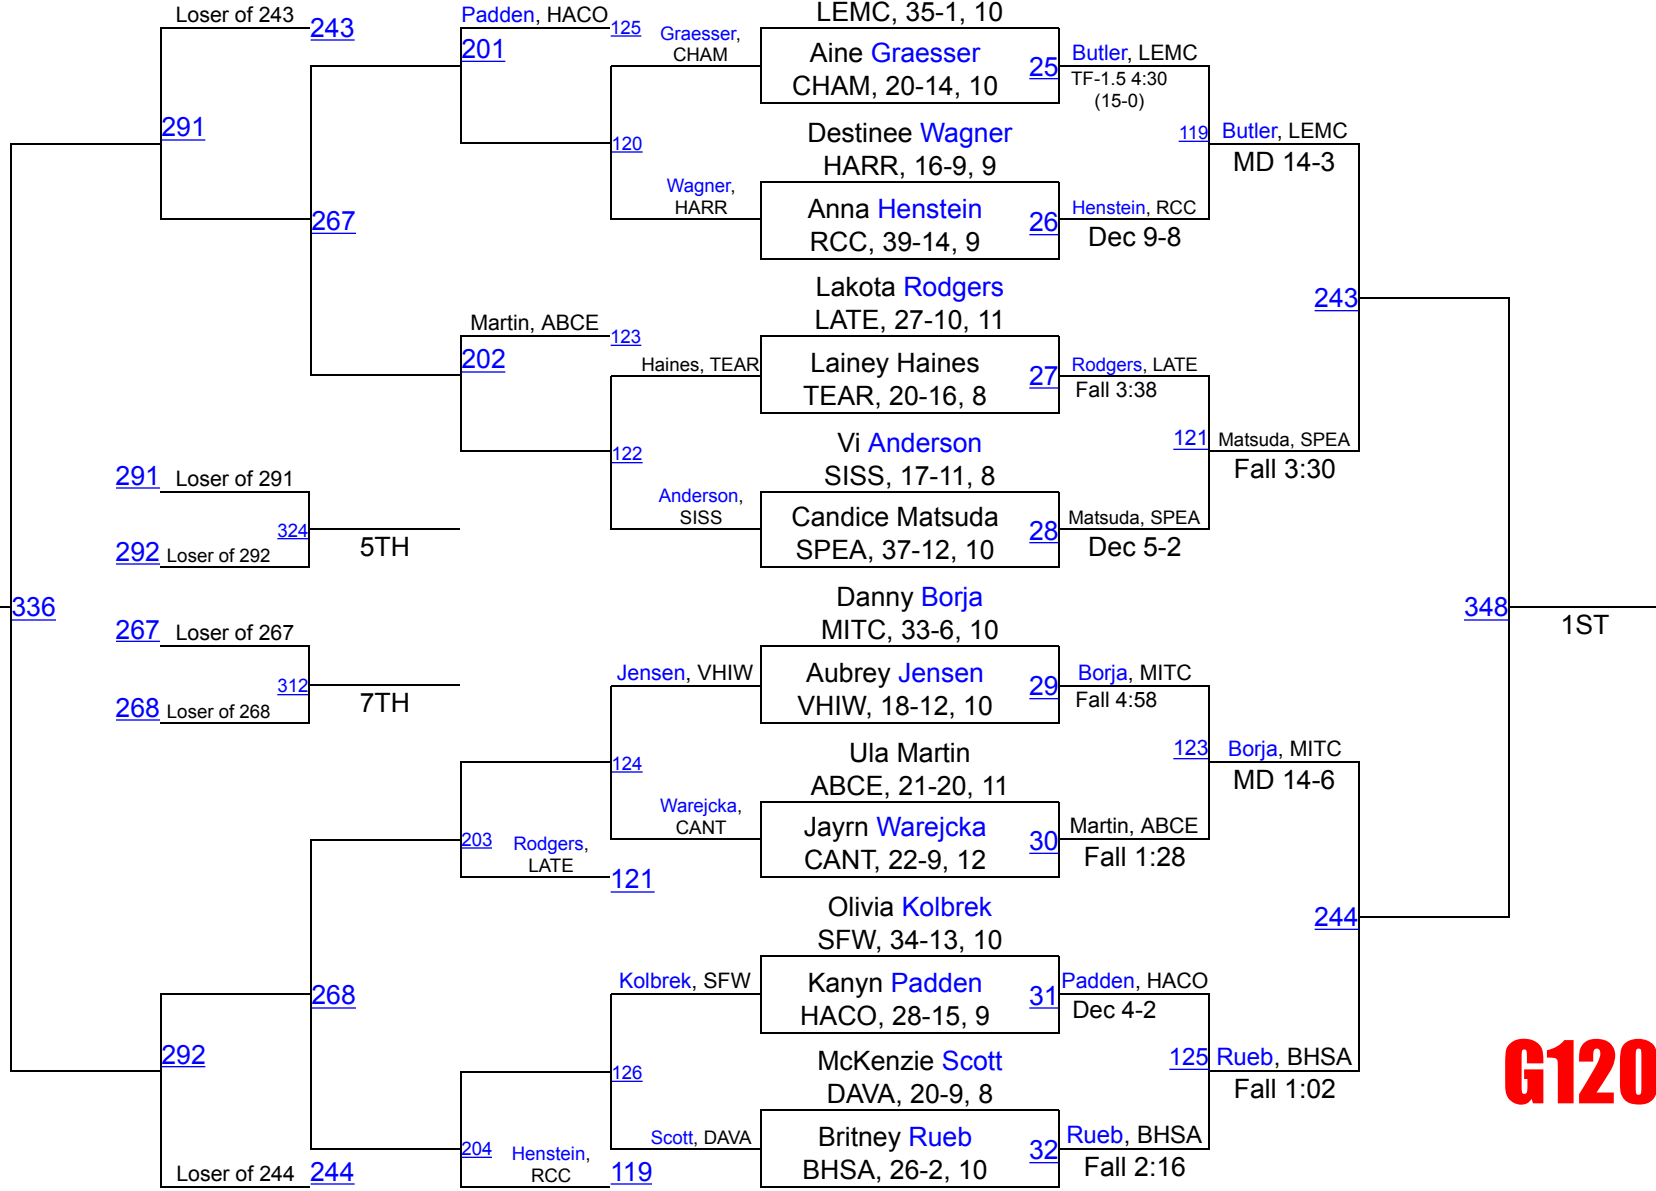 Loser of 243
243
Padden, HACO
125
201
Graesser,
CHAM
LEMC, 35-1, 10
Aine Graesser
CHAM, 20-14, 10
25
Butler, LEMC
TF-1.5 4:30
(15-0)
291
120
Destinee Wagner
HARR, 16-9, 9
119
Butler, LEMC
MD 14-3
Wagner,
HARR
Anna Henstein
RCC, 39-14, 9
26
Henstein, RCC
Dec 9-8
267
Lakota Rodgers
LATE, 27-10, 11
243
Martin, ABCE
123
202
Haines, TEAR
Lainey Haines
TEAR, 20-16, 8
27
Rodgers, LATE
Fall 3:38
122
Vi Anderson
SISS, 17-11, 8
121
Matsuda, SPEA
Fall 3:30
291
Loser of 291
Anderson,
SISS
Candice Matsuda
SPEA, 37-12, 10
28
Matsuda, SPEA
Dec 5-2
324
5TH
292
Loser of 292
336
Danny Borja
MITC, 33-6, 10
348
1ST
267
Loser of 267
Jensen, VHIW
Aubrey Jensen
VHIW, 18-12, 10
29
Borja, MITC
Fall 4:58
312
7TH
268
Loser of 268
124
Ula Martin
ABCE, 21-20, 11
123
Borja, MITC
MD 14-6
Warejcka,
CANT
Jayrn Warejcka
CANT, 22-9, 12
30
Martin, ABCE
Fall 1:28
203
Rodgers,
LATE
121
Olivia Kolbrek
SFW, 34-13, 10
244
268
Kolbrek, SFW
Kanyn Padden
HACO, 28-15, 9
31
Padden, HACO
Dec 4-2
292
126
McKenzie Scott
DAVA, 20-9, 8
125
Rueb, BHSA
Fall 1:02
G120
204
Henstein,
RCC
119
Scott, DAVA
Britney Rueb
BHSA, 26-2, 10
32
Rueb, BHSA
Fall 2:16
Loser of 244
244